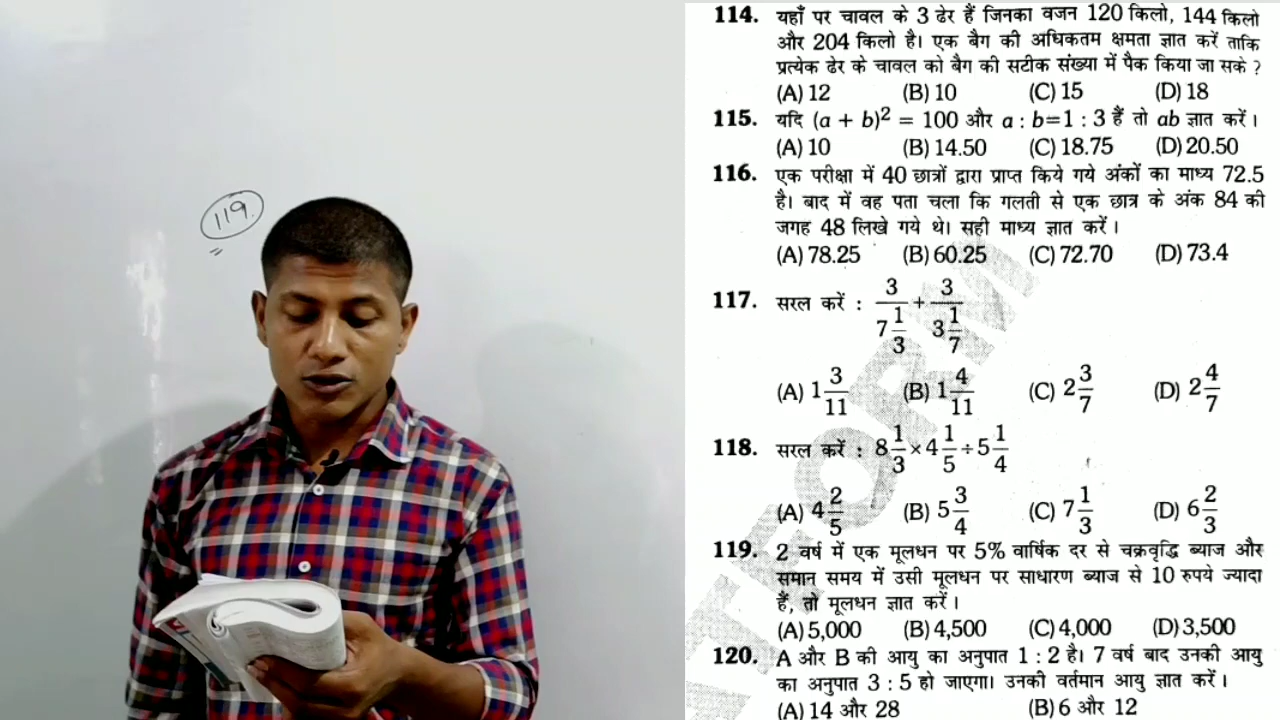 119.
114. यहाँ पर चावल के 3 ढेर हैं जिनका वजन 120 किलो, 144 किलो
और 204 किलो है। एक बैग की अधिकतम क्षमता ज्ञात करें ताकि
प्रत्येक ढेर के चावल को बैग की सटीक संख्या में पैक किया जा सके ?
(A) 12 (B) 10 (C) 15 (D) 18
115. यदि (a + b)² = 100 और a : b=1 : 3 हैं तो ab ज्ञात करें।
(A) 10 (B) 14.50 (C) 18.75 (D) 20.50
116. एक परीक्षा में 40 छात्रों द्वारा प्राप्त किये गये अंकों का माध्य 72.5
है। बाद में वह पता चला कि गलती से एक छात्र के अंक 84 की
जगह 48 लिखे गये थे। सही माध्य ज्ञात करें।
(A) 78.25 (B) 60.25 (C) 72.70 (D) 73.4
117. सरल करें : 3/7 1/3 + 3/3 1/7
(A) 1 3/11 (B) 1 4/11 (C) 2 3/7 (D) 2 4/7
118. सरल करें : 8 1/3 × 4 1/5 ÷ 5 1/4
(A) 4 2/5 (B) 5 3/4 (C) 7 1/3 (D) 6 2/3
119. 2 वर्ष में एक मूलधन पर 5% वार्षिक दर से चक्रवृद्धि ब्याज और
समान समय में उसी मूलधन पर साधारण ब्याज से 10 रुपये ज्यादा
हैं, तो मूलधन ज्ञात करें।
(A) 5,000 (B) 4,500 (C) 4,000 (D) 3,500
120. A और B की आयु का अनुपात 1 : 2 है। 7 वर्ष बाद उनकी आयु
का अनुपात 3 : 5 हो जाएगा। उनकी वर्तमान आयु ज्ञात करें।
(A) 14 और 28 (B) 6 और 12